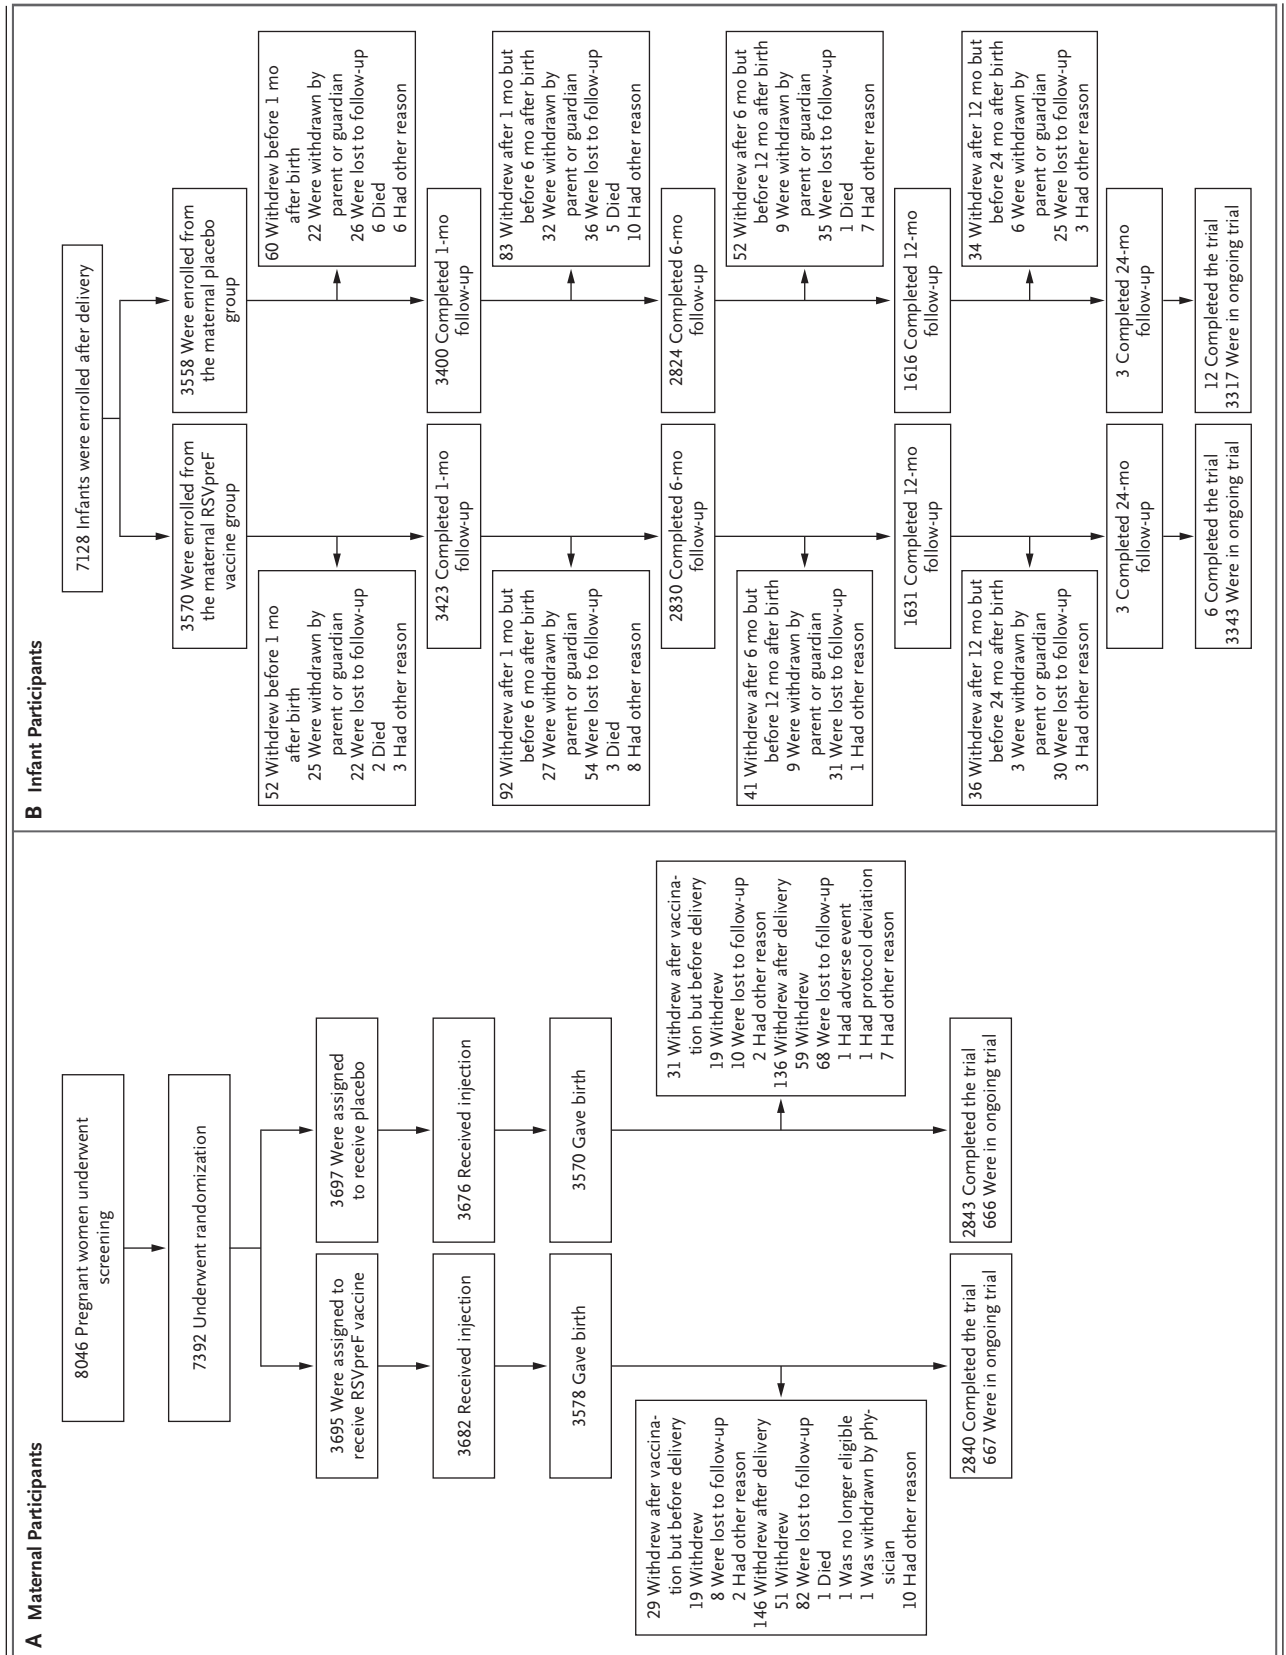 A Maternal Participants
8046 Pregnant women underwent
screening
7392 Underwent randomization
3695 Were assigned to
receive RSVpreF vaccine
3697 Were assigned
to receive placebo
3682 Received injection
3676 Received injection
3578 Gave birth
3570 Gave birth
29 Withdrew after vaccina-
tion but before delivery
19 Withdrew
8 Were lost to follow-up
2 Had other reason
146 Withdrew after delivery
51 Withdrew
82 Were lost to follow-up
1 Died
1 Was no longer eligible
1 Was withdrawn by phy-
sician
10 Had other reason
31 Withdrew after vaccina-
tion but before delivery
19 Withdrew
10 Were lost to follow-up
2 Had other reason
136 Withdrew after delivery
59 Withdrew
68 Were lost to follow-up
1 Had adverse event
1 Had protocol deviation
7 Had other reason
2840 Completed the trial
667 Were in ongoing trial
2843 Completed the trial
666 Were in ongoing trial
B Infant Participants
7128 Infants were enrolled after delivery
3570 Were enrolled from
the maternal RSVpreF
vaccine group
3558 Were enrolled from
the maternal placebo
group
52 Withdrew before 1 mo
after birth
25 Were withdrawn by
parent or guardian
22 Were lost to follow-up
2 Died
3 Had other reason
60 Withdrew before 1 mo
after birth
22 Were withdrawn by
parent or guardian
26 Were lost to follow-up
6 Died
6 Had other reason
3423 Completed 1-mo
follow-up
3400 Completed 1-mo
follow-up
92 Withdrew after 1 mo but
before 6 mo after birth
27 Were withdrawn by
parent or guardian
54 Were lost to follow-up
3 Died
8 Had other reason
83 Withdrew after 1 mo but
before 6 mo after birth
32 Were withdrawn by
parent or guardian
36 Were lost to follow-up
5 Died
10 Had other reason
2830 Completed 6-mo
follow-up
2824 Completed 6-mo
follow-up
41 Withdrew after 6 mo but
before 12 mo after birth
9 Were withdrawn by
parent or guardian
31 Were lost to follow-up
1 Had other reason
52 Withdrew after 6 mo but
before 12 mo after birth
9 Were withdrawn by
parent or guardian
35 Were lost to follow-up
1 Died
7 Had other reason
1631 Completed 12-mo
follow-up
1616 Completed 12-mo
follow-up
36 Withdrew after 12 mo but
before 24 mo after birth
3 Were withdrawn by
parent or guardian
30 Were lost to follow-up
3 Had other reason
34 Withdrew after 12 mo but
before 24 mo after birth
6 Were withdrawn by
parent or guardian
25 Were lost to follow-up
3 Had other reason
3 Completed 24-mo
follow-up
3 Completed 24-mo
follow-up
6 Completed the trial
3343 Were in ongoing trial
12 Completed the trial
3317 Were in ongoing trial